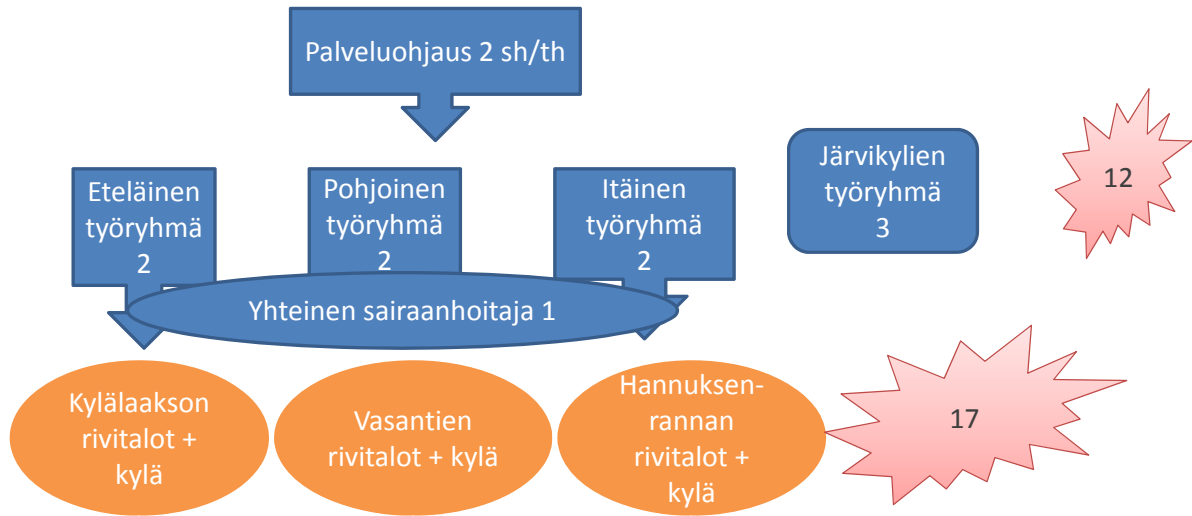 Palveluohjaus 2 sh/th
Eteläinen
työryhmä
2
Pohjoinen
työryhmä
2
Itäinen
työryhmä
2
Järvikylien
työryhmä
3
12
Yhteinen sairaanhoitaja 1
Kylälaakson
rivitalot +
kylä
Vasantien
rivitalot + kylä
Hannuksen-
rannan
rivitalot +
kylä
17